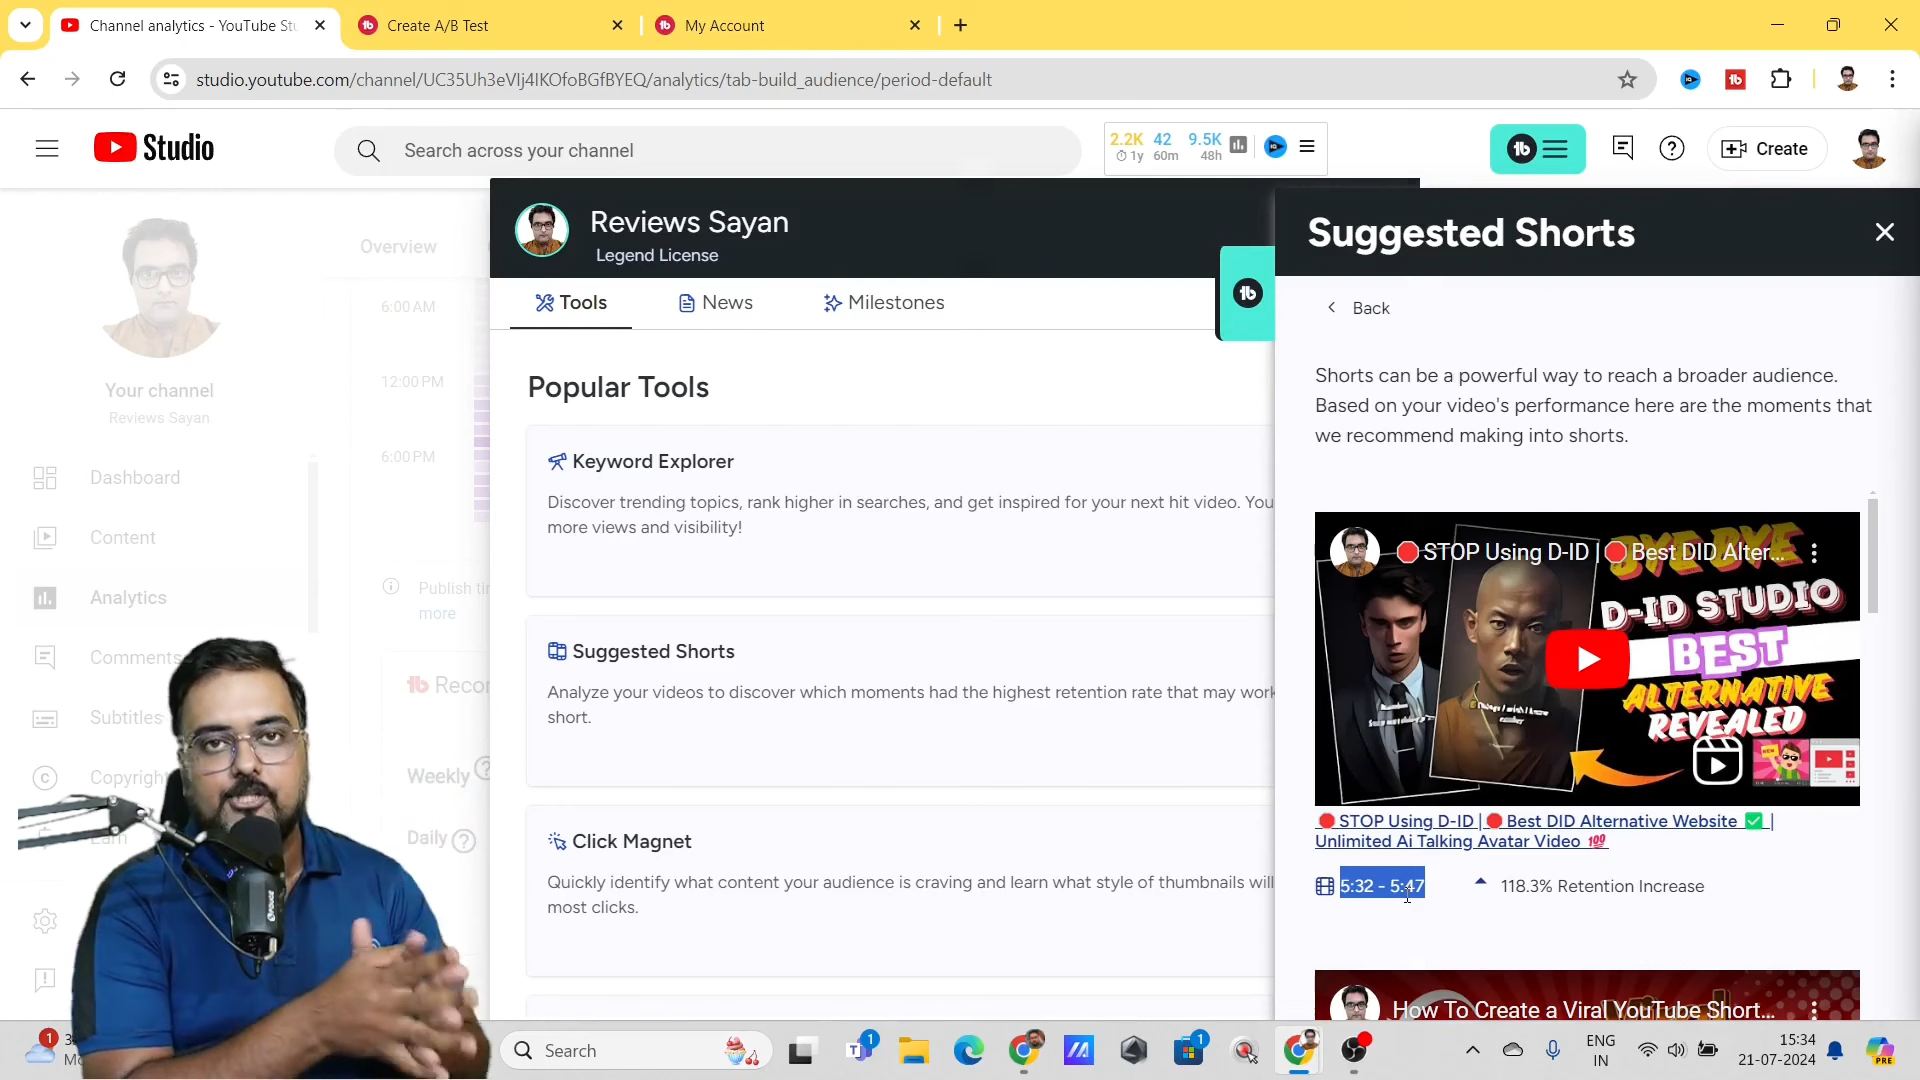 Channel analytics - YouTube Stu
Create A/B Test
My Account
studio.youtube.com/channel/UC35Uh3eVIj4IKOfoBGfBYEQ/analytics/tab-build_audience/period-default
Studio
Search across your channel
2.2K 42 9.5K
1y 60m 48h
Create
Reviews Sayan
Legend License
Suggested Shorts
Your channel
Reviews Sayan
Dashboard
Content
Analytics
Comments
Subtitles
Copyright
Earn
Overview
6:00 AM
12:00 PM
6:00 PM
Publish tim
more
Recor
Weekly
Daily
Tools
News
Milestones
Popular Tools
Keyword Explorer
Discover trending topics, rank higher in searches, and get inspired for your next hit video. You
more views and visibility!
Suggested Shorts
Analyze your videos to discover which moments had the highest retention rate that may work
short.
Click Magnet
Quickly identify what content your audience is craving and learn what style of thumbnails will
most clicks.
Back
Shorts can be a powerful way to reach a broader audience.
Based on your video's performance here are the moments that
we recommend making into shorts.
🛑 STOP Using D-ID | 🛑 Best DID Alter...
BYE BYE
D-ID STUDIO
BEST
ALTERNATIVE
REVEALED
🛑 STOP Using D-ID | 🛑 Best DID Alternative Website ✅ |
Unlimited Ai Talking Avatar Video 💯
5:32 - 5:47
118.3% Retention Increase
How To Create a Viral YouTube Short...
Search
ENG
IN
15:34
21-07-2024
PRE